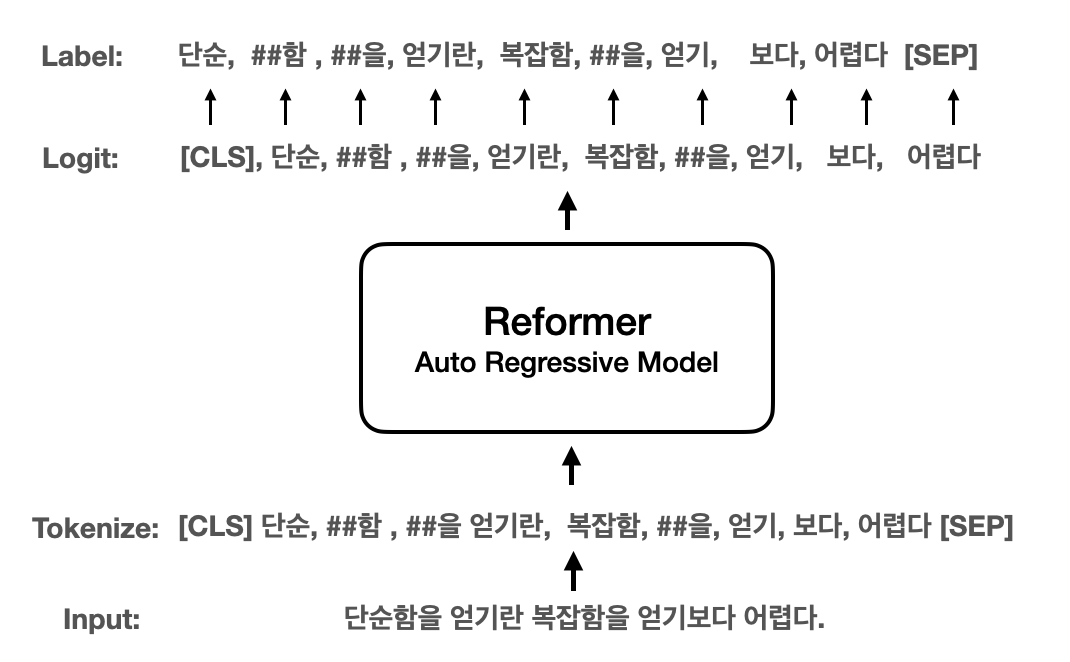 Label: 단순, ##함 , ##을, 얻기란, 복잡함, ##을, 얻기, 보다, 어렵다 [SEP]
Logit: [CLS], 단순, ##함 , ##을, 얻기란, 복잡함, ##을, 얻기, 보다, 어렵다
Reformer
Auto Regressive Model
Tokenize: [CLS] 단순, ##함 , ##을 얻기란, 복잡함, ##을, 얻기, 보다, 어렵다 [SEP]
Input: 단순함을 얻기란 복잡함을 얻기보다 어렵다.